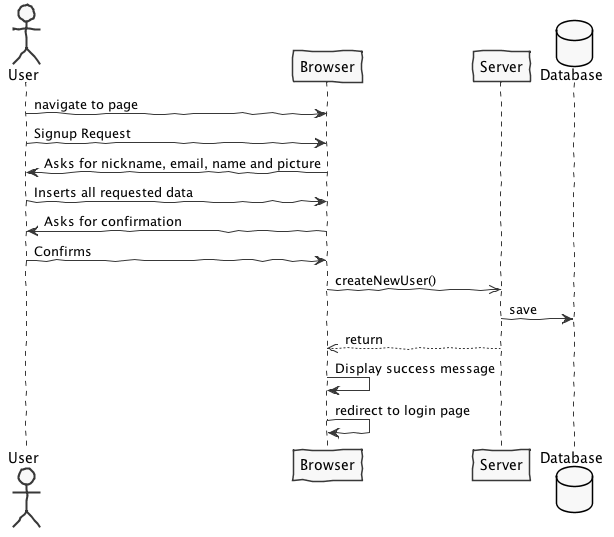 User
Browser
Server
Database
navigate to page
Signup Request
Asks for nickname, email, name and picture
Inserts all requested data
Asks for confirmation
Confirms
createNewUser()
save
return
Display success message
redirect to login page
User
Browser
Server
Database